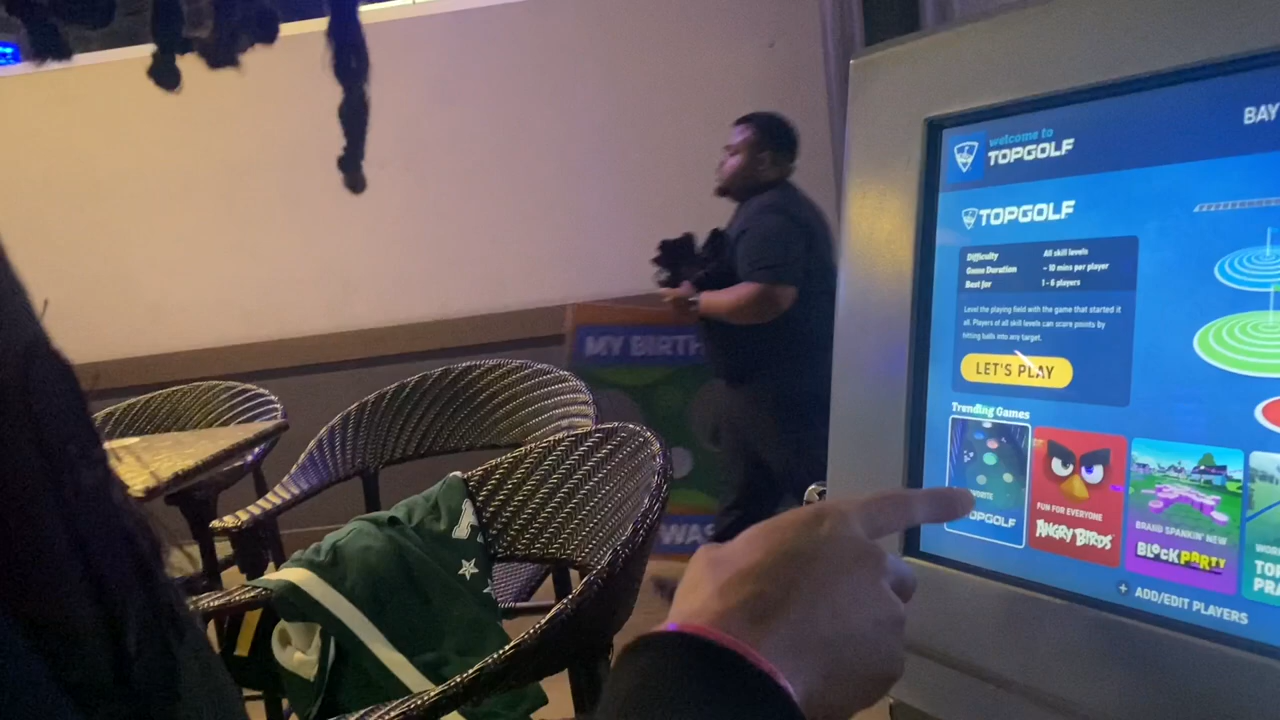 BAY
welcome to
TOPGOLF
TOPGOLF
Difficulty All skill levels
Game Duration ~ 10 mins per player
Best for 1 - 6 players
Level the playing field with the game that started it
all. Players of all skill levels can score points by
hitting balls into any target.
LET'S PLAY
Trending Games
TOPGOLF
FUN FOR EVERYONE
ANGRY BIRDS
BRAND SPANKIN' NEW
BLOCK PARTY
ADD/EDIT PLAYERS
MY BIRTH
WAS